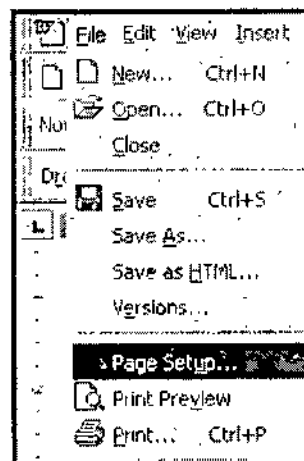 File Edit View Insert
New... Ctrl+N
Open... Ctrl+O
Close
Save Ctrl+S
Save As...
Save as HTML...
Versions...
Page Setup...
Print Preview
Print... Ctrl+P